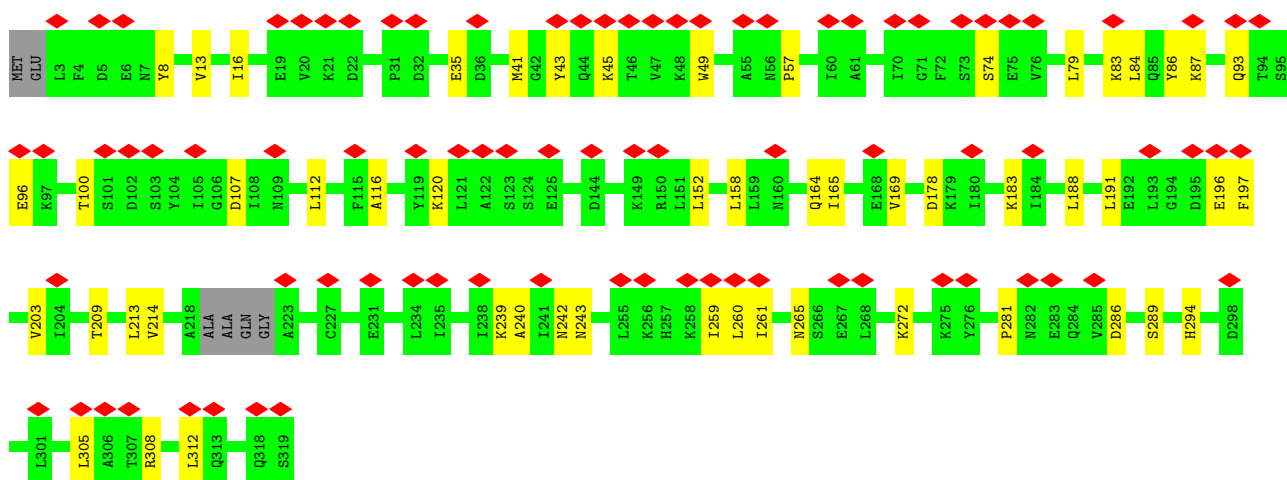 MET GLU L3 F4 D5 E6 N7 Y8 V13 I16 E19 V20 K21 D22 P31 D32 E35 D36 M41 G42 Y43 Q44 K45 T46 V47 K48 W49 A55 N56 P57 I60 A61 I70 G71 F72 S73 S74 E75 V76 L79 K83 L84 Q85 Y86 K87 Q93 T94 S95
E96 K97 T100 S101 D102 S103 Y104 I105 G106 D107 I108 N109 L112 F115 A116 Y119 K120 L121 A122 S123 S124 E125 D144 K149 R150 L151 L152 L158 L159 N160 Q164 I165 E168 V169 D178 K179 I180 K183 I184 L188 L191 E192 L193 G194 D195 E196 F197
V203 I204 T209 L213 V214 A218 ALA ALA GLN GLY A223 C227 E231 L234 I235 I238 K239 A240 I241 N242 N243 L255 K256 H257 K258 I259 L260 I261 N265 S266 E267 L268 K272 K275 Y276 P281 N282 E283 Q284 V285 D286 S289 H294 D298
L301 L305 A306 T307 R308 L312 Q313 Q318 S319